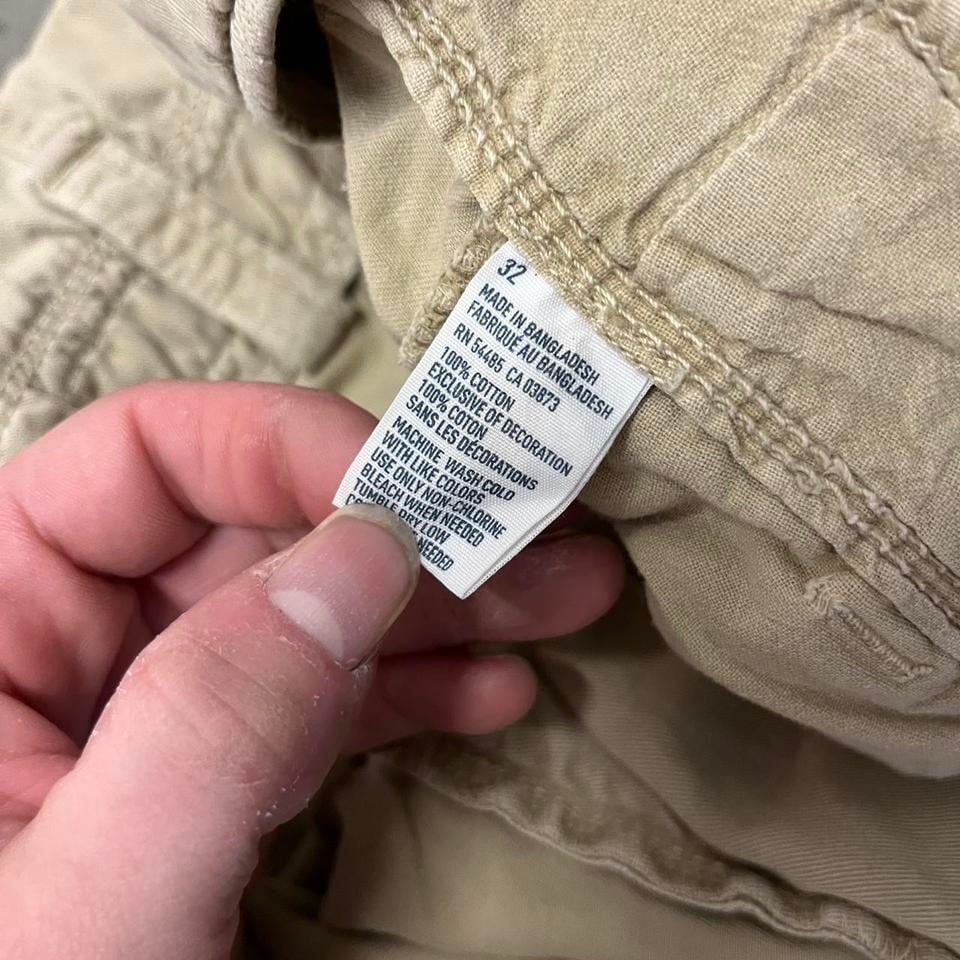 32
MADE IN BANGLADESH
FABRIQUÉ AU BANGLADESH
RN 54485 CA 03873
100% COTTON
EXCLUSIVE OF DECORATION
100% COTON
SANS LES DÉCORATIONS
MACHINE WASH COLD
WITH LIKE COLORS
USE ONLY NON-CHLORINE
BLEACH WHEN NEEDED
TUMBLE DRY LOW
NEEDED